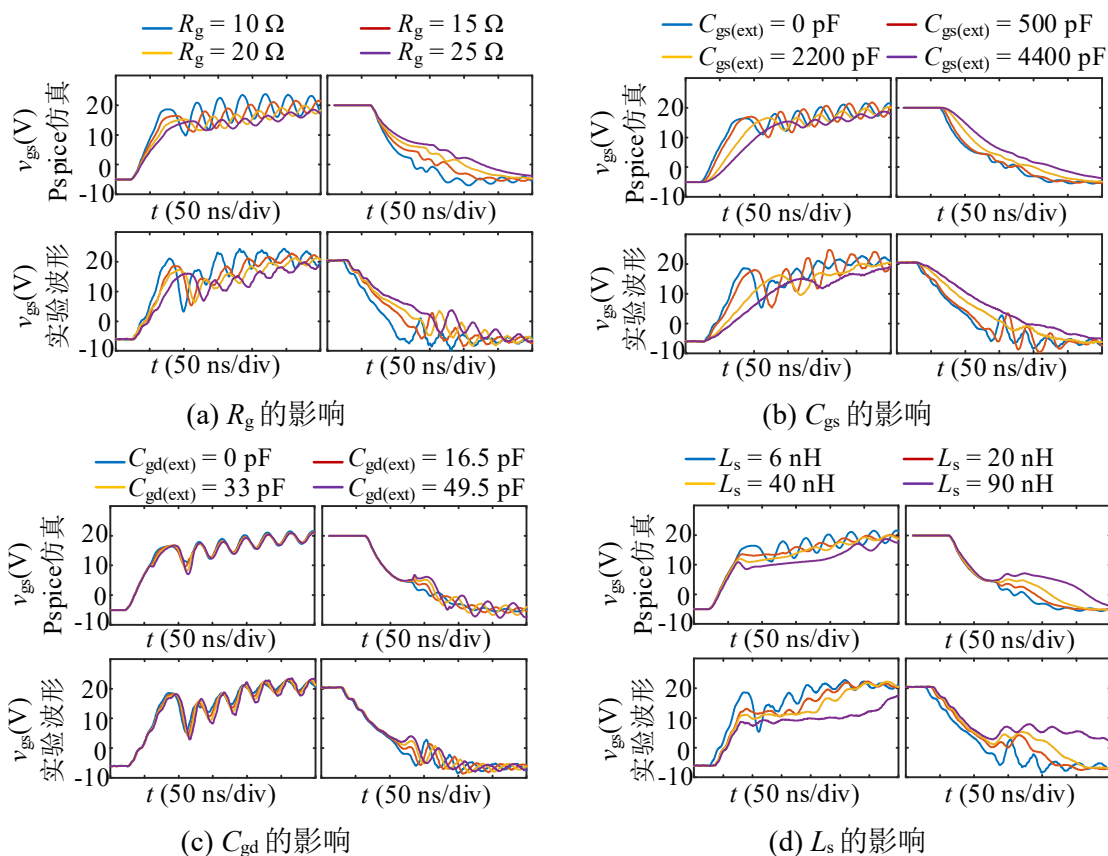 R_g = 10 Ω R_g = 15 Ω
R_g = 20 Ω R_g = 25 Ω
20
10
0
-10
v_gs(V)
Pspice仿真
t (50 ns/div) t (50 ns/div)
20
10
0
-10
v_gs(V)
实验波形
t (50 ns/div) t (50 ns/div)
(a) R_g 的影响
C_gs(ext) = 0 pF C_gs(ext) = 500 pF
C_gs(ext) = 2200 pF C_gs(ext) = 4400 pF
20
10
0
-10
v_gs(V)
Pspice仿真
t (50 ns/div) t (50 ns/div)
20
10
0
-10
v_gs(V)
实验波形
t (50 ns/div) t (50 ns/div)
(b) C_gs 的影响
C_gd(ext) = 0 pF C_gd(ext) = 16.5 pF
C_gd(ext) = 33 pF C_gd(ext) = 49.5 pF
20
10
0
-10
v_gs(V)
Pspice仿真
t (50 ns/div) t (50 ns/div)
20
10
0
-10
v_gs(V)
实验波形
t (50 ns/div) t (50 ns/div)
(c) C_gd 的影响
L_s = 6 nH L_s = 20 nH
L_s = 40 nH L_s = 90 nH
20
10
0
-10
v_gs(V)
Pspice仿真
t (50 ns/div) t (50 ns/div)
20
10
0
-10
v_gs(V)
实验波形
t (50 ns/div) t (50 ns/div)
(d) L_s 的影响